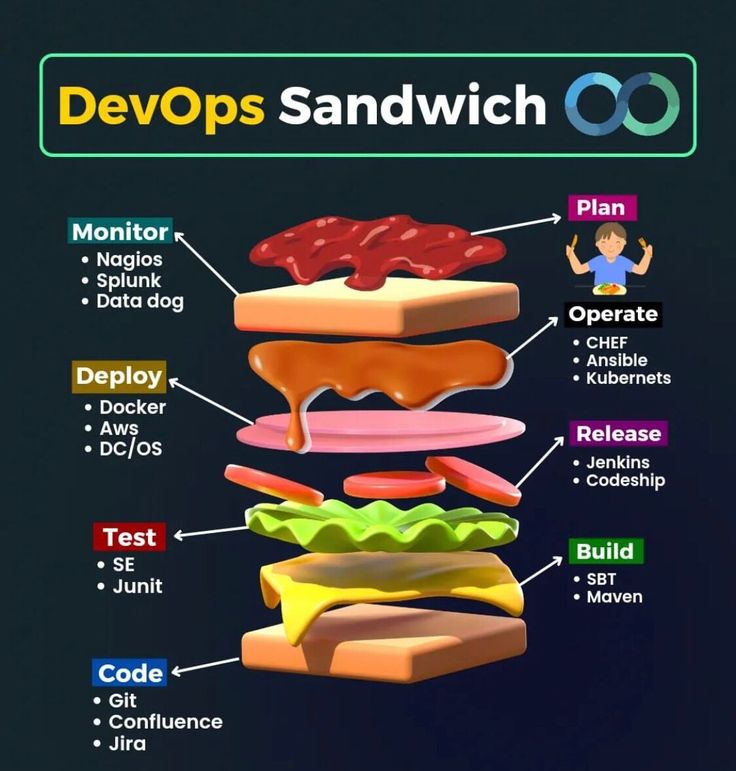 DevOps Sandwich
Monitor
• Nagios
• Splunk
• Data dog
Plan
Operate
• CHEF
• Ansible
• Kubernets
Deploy
• Docker
• Aws
• DC/OS
Release
• Jenkins
• Codeship
Test
• SE
• Junit
Build
• SBT
• Maven
Code
• Git
• Confluence
• Jira